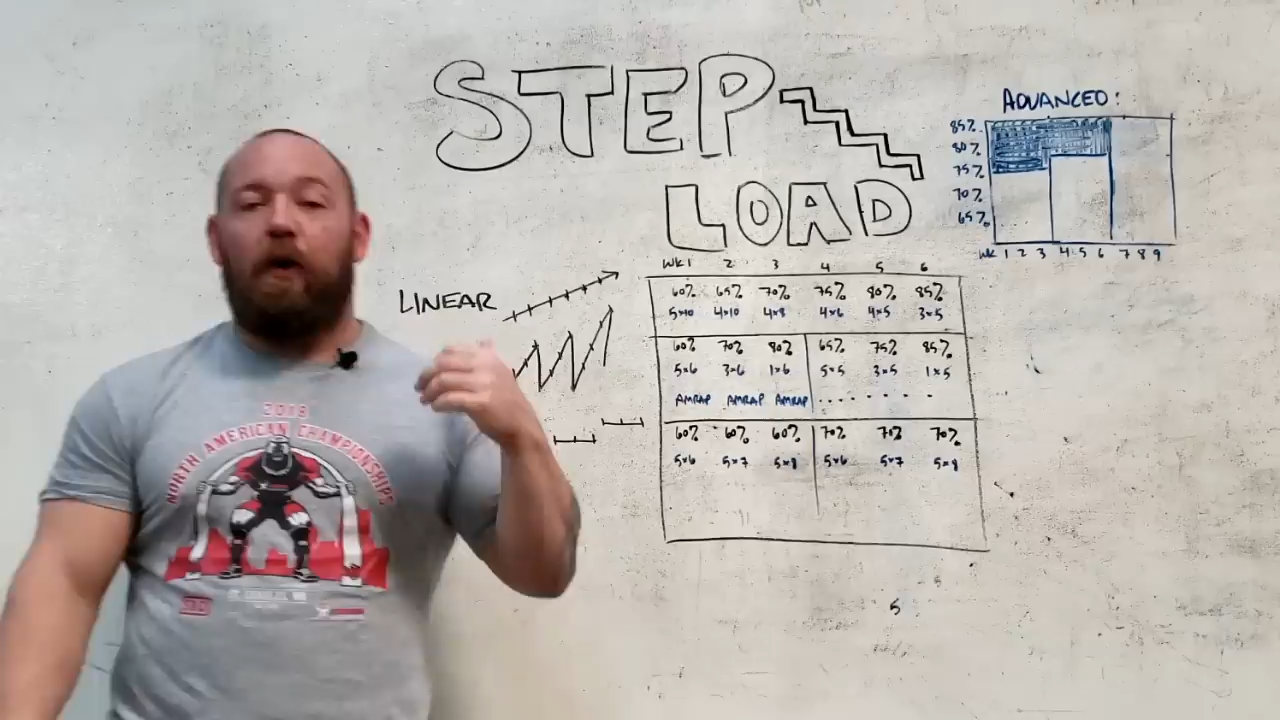 STEP
LOAD
ADVANCED:
85%
80%
75%
70%
65%
WK 1 2 3 4 5 6 7 8 9
LINEAR
WK1 2 3 4 5 6
60% 65% 70% 75% 80% 85%
5×10 4×10 4×8 4×6 4×5 3×5
60% 70% 80% 65% 75% 85%
5×6 3×6 1×6 5×5 3×5 1×5
AMRAP AMRAP AMRAP
60% 60% 60% 70% 70% 70%
5×6 5×7 5×8 5×6 5×7 5×8
5
2018
NORTH AMERICAN CHAMPIONSHIPS
SBD